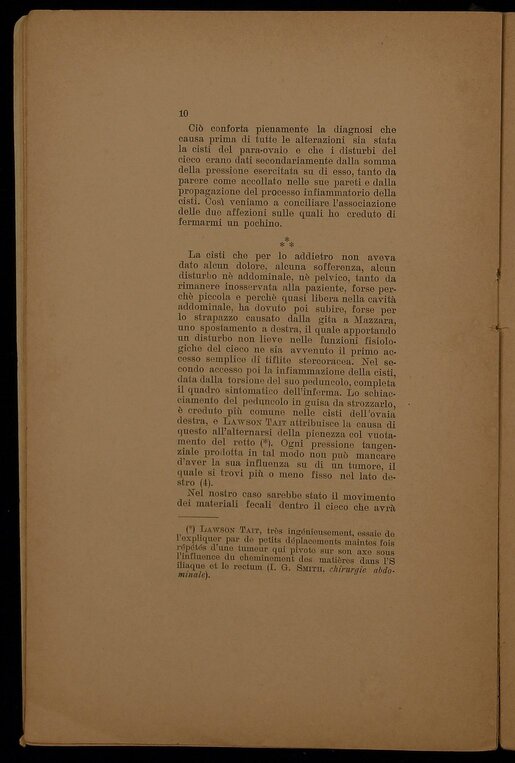 10
Ciò conforta pienamente la diagnosi che
causa prima di tutte le alterazioni sia stata
la cisti del para-ovaio e che i disturbi del
cieco erano dati secondariamente dalla somma
della pressione esercitata su di esso, tanto da
parere come accollato nelle sue pareti e dalla
propagazione del processo infiammatorio della
cisti. Così veniamo a conciliare l'associazione
delle due affezioni sulle quali ho creduto di
fermarmi un pochino.
*
* *
La cisti che per lo addietro non aveva
dato alcun dolore, alcuna sofferenza, alcun
disturbo nè addominale, nè pelvico, tanto da
rimanere inosservata alla paziente, forse per-
chè piccola e perchè quasi libera nella cavità
addominale, ha dovuto poi subire, forse per
lo strapazzo causato dalla gita a Mazzara,
uno spostamento a destra, il quale apportando
un disturbo non lieve nelle funzioni fisiolo-
giche del cieco ne sia avvenuto il primo ac-
cesso semplice di tiflite stercoracea. Nel se-
condo accesso poi la infiammazione della cisti,
data dalla torsione del suo peduncolo, completa
il quadro sintomatico dell'inferma. Lo schiac-
ciamento del peduncolo in guisa da strozzarlo,
è creduto più comune nelle cisti dell'ovaia
destra, e LAWSON TAIT attribuisce la causa di
questo all'alternarsi della pienezza col vuota-
mento del retto (*). Ogni pressione tangen-
ziale prodotta in tal modo non può mancare
d'aver la sua influenza su di un tumore, il
quale si trovi più o meno fisso nel lato de-
stro (4).
Nel nostro caso sarebbe stato il movimento
dei materiali fecali dentro il cieco che avrà
(*) LAWSON TAIT, très ingénieusement, essaie de
l'expliquer par de petits déplacements maintes fois
répétés d'une tumeur qui pivote sur son axe sous
l'influence du cheminement des matières dans l'S
iliaque et le rectum (I. G. SMITH, chirurgie abdo-
minale).